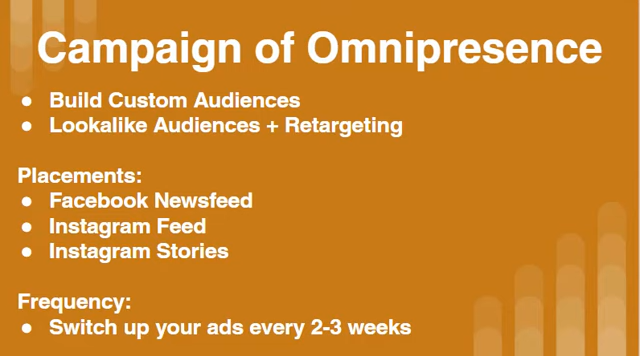 Campaign of Omnipresence
● Build Custom Audiences
● Lookalike Audiences + Retargeting
Placements:
● Facebook Newsfeed
● Instagram Feed
● Instagram Stories
Frequency:
● Switch up your ads every 2-3 weeks